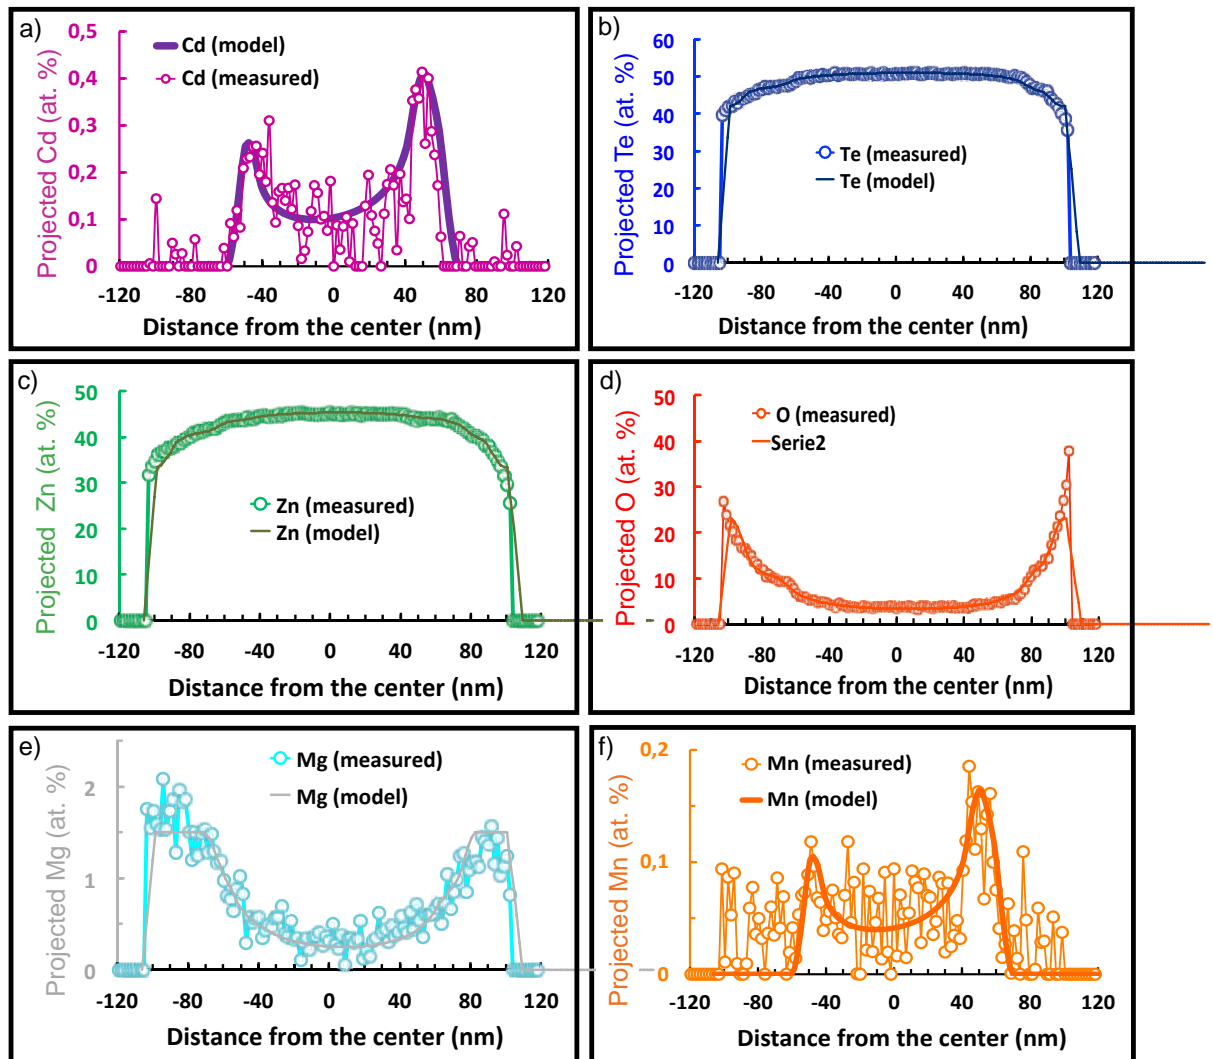 a)
Cd (model)
Cd (measured)
Projected Cd (at. %)
0,5
0,4
0,3
0,2
0,1
0
-120 -80 -40 0 40 80 120
Distance from the center (nm)
b)
Te (measured)
Te (model)
Projected Te (at. %)
60
50
40
30
20
10
0
-120 -80 -40 0 40 80 120
Distance from the center (nm)
c)
Zn (measured)
Zn (model)
Projected Zn (at. %)
50
40
30
20
10
0
-120 -80 -40 0 40 80 120
Distance from the center (nm)
d)
O (measured)
Serie2
Projected O (at. %)
50
40
30
20
10
0
-120 -80 -40 0 40 80 120
Distance from the center (nm)
e)
Mg (measured)
Mg (model)
Projected Mg (at. %)
2
1
0
-120 -80 -40 0 40 80 120
Distance from the center (nm)
f)
Mn (measured)
Mn (model)
Projected Mn (at. %)
0,2
0,1
0
-120 -80 -40 0 40 80 120
Distance from the center (nm)